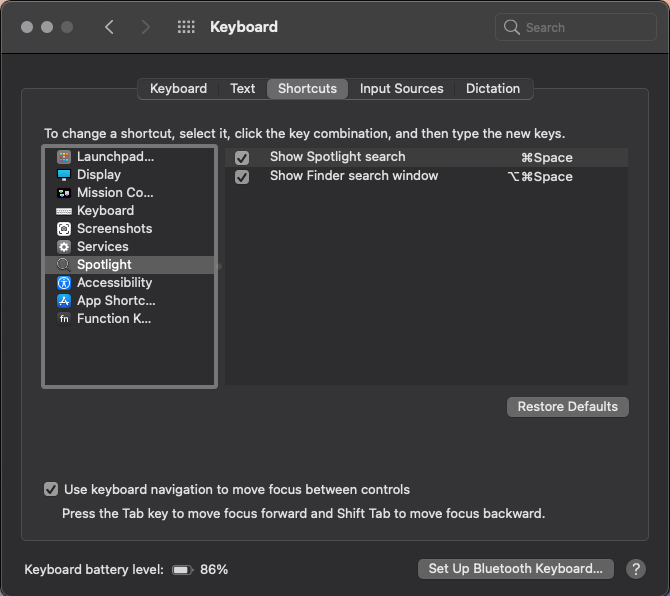 Keyboard
Search
Keyboard Text Shortcuts Input Sources Dictation
To change a shortcut, select it, click the key combination, and then type the new keys.
Launchpad...
Display
Mission Co...
Keyboard
Screenshots
Services
Spotlight
Accessibility
App Shortc...
fn Function K...
Show Spotlight search ⌘Space
Show Finder search window ⌥⌘Space
Restore Defaults
Use keyboard navigation to move focus between controls
Press the Tab key to move focus forward and Shift Tab to move focus backward.
Keyboard battery level: 86%
Set Up Bluetooth Keyboard... ?